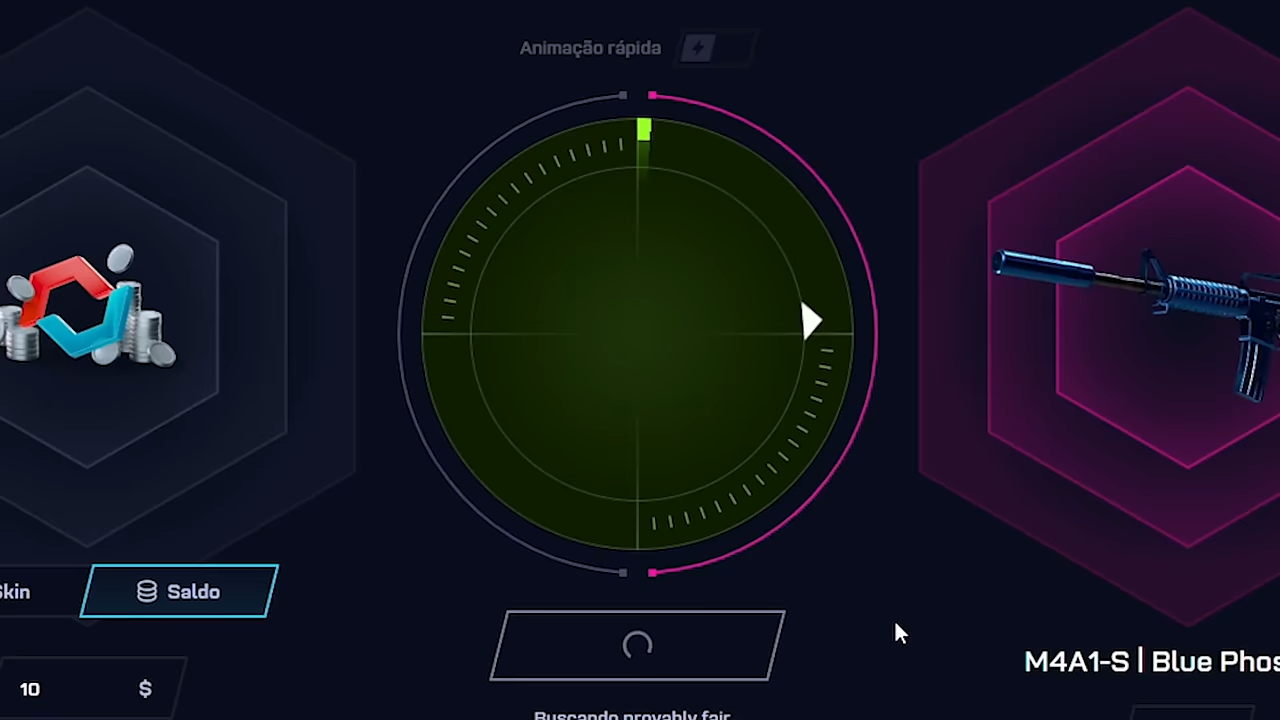 Animação rápida
Skin
Saldo
10
$
M4A1-S | Blue Phos
Buscando provably fair